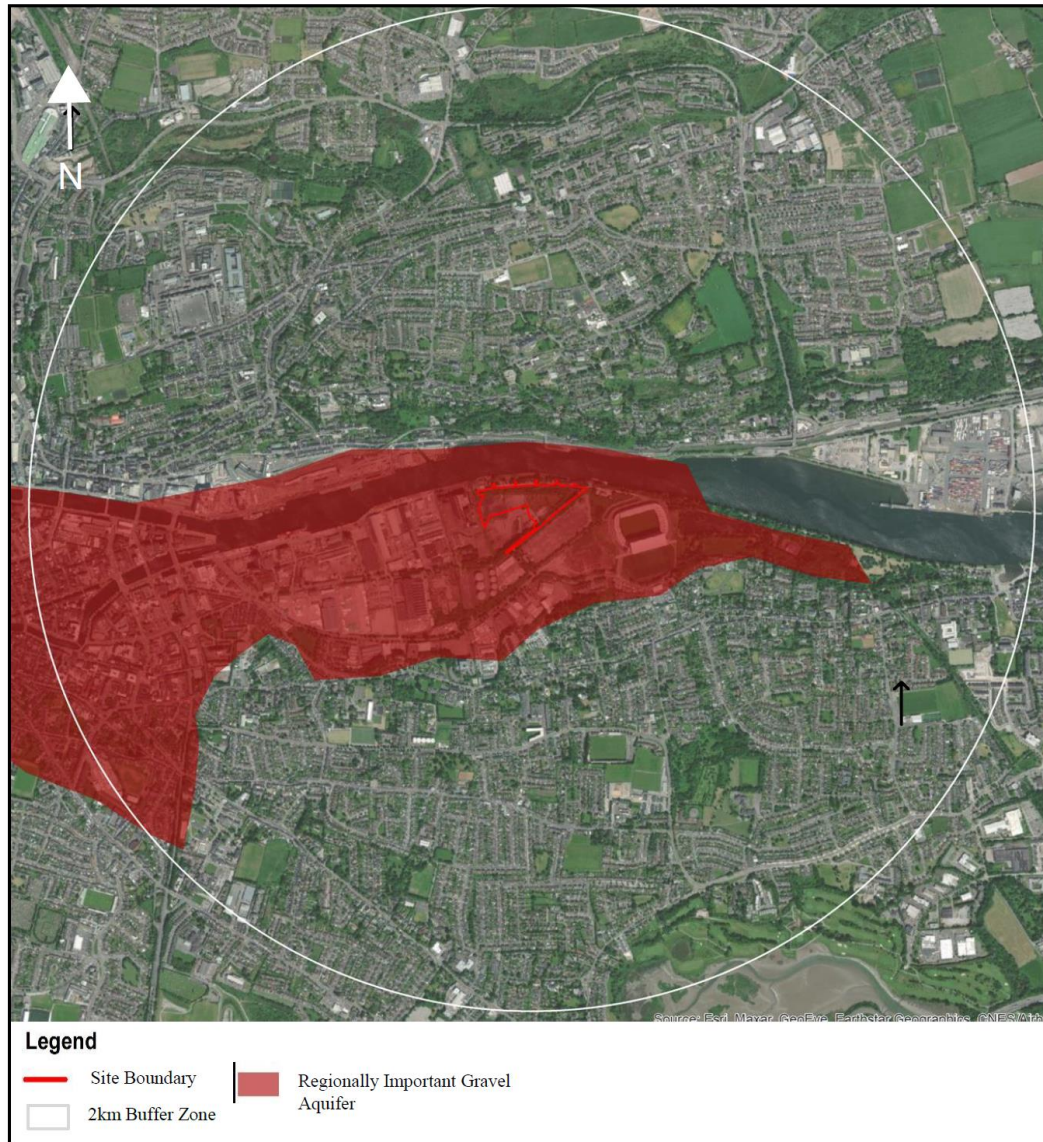 N
Source: Esri, Maxar, GeoEye, Earthstar Geographics, CNES/Airb
Legend
Site Boundary
2km Buffer Zone
Regionally Important Gravel
Aquifer